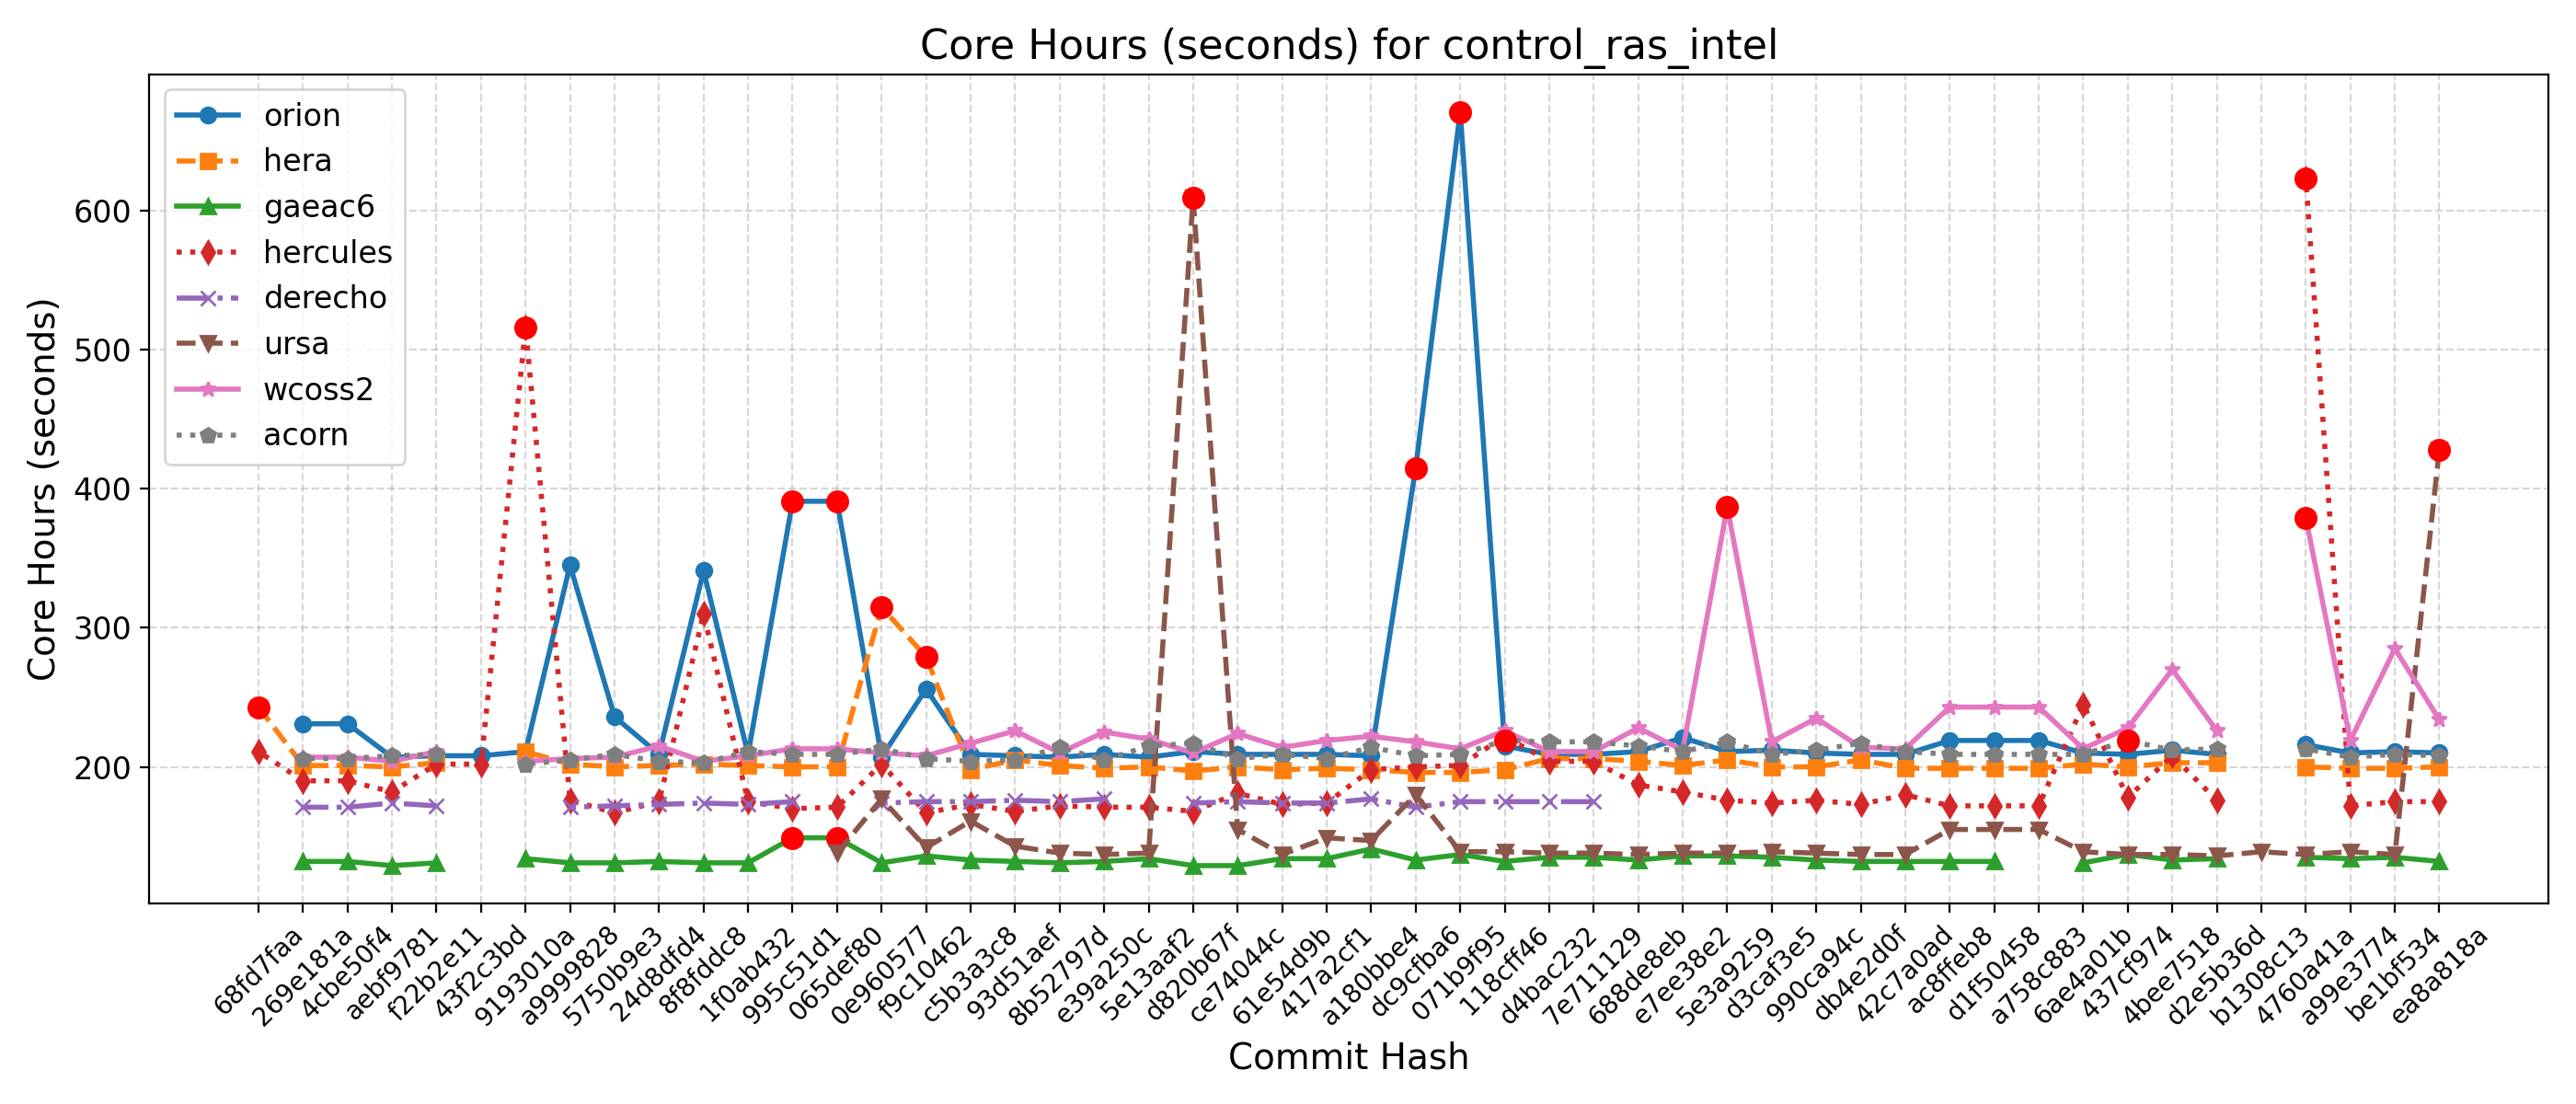 Core Hours (seconds) for control_ras_intel
orion
hera
gaeac6
hercules
derecho
ursa
wcoss2
acorn
Core Hours (seconds)
600
500
400
300
200
68fd7faa
269e181a
4cbe50f4
aebf9781
f22b2e11
43f2c3bd
9193010a
a9999828
5750b9e3
24d8dfd4
8f8fddc8
1f0ab432
995c51d1
065def80
0e960577
f9c10462
c5b3a3c8
93d51aef
8b52797d
e39a250c
5e13aaf2
d820b67f
ce74044c
61e54d9b
417a2cf1
a180bbe4
dc9cfba6
071b9f95
118cff46
d4bac232
7e711129
688de8eb
e7ee38e2
5e3a9259
d3caf3e5
990ca94c
db4e2d0f
42c7a0ad
ac8ffeb8
d1f50458
a758c883
6ae4a01b
437cf974
4bee7518
d2e5b36d
b1308c13
4760a41a
a99e3774
be1bf534
ea8a818a
Commit Hash